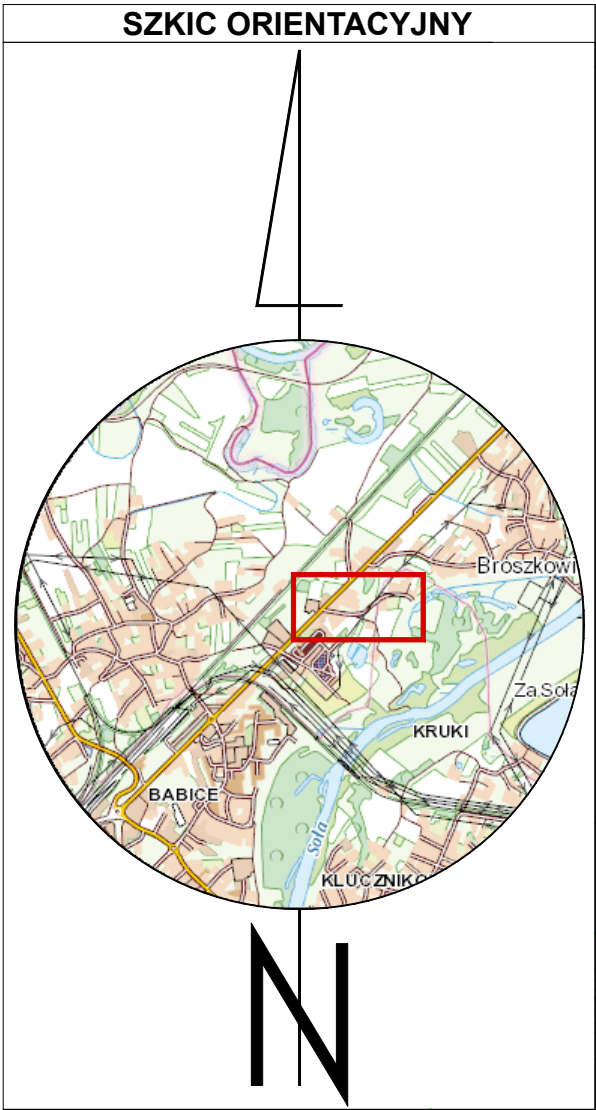 SZKIC ORIENTACYJNY
Broszkowi
Za Sołą
KRUKI
BABICE
Soła
KLUCZNIKO
N